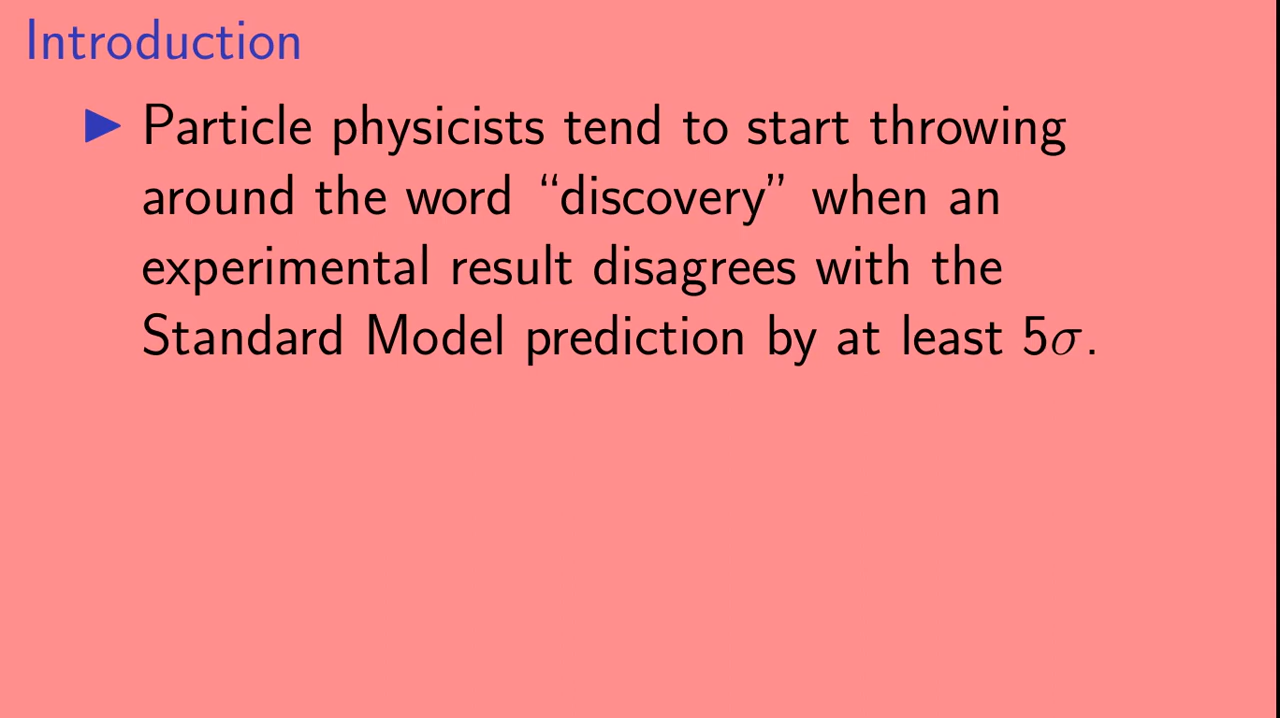 Introduction
Particle physicists tend to start throwing
around the word “discovery” when an
experimental result disagrees with the
Standard Model prediction by at least 5σ.